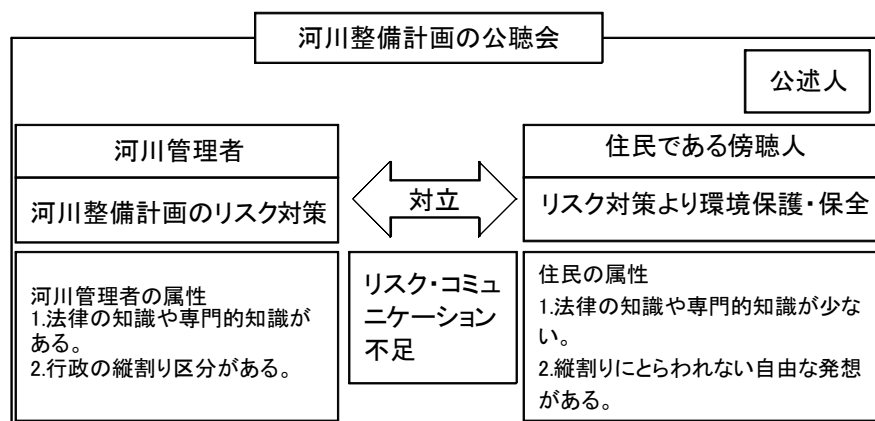 河川整備計画の公聴会
公述人
河川管理者
住民である傍聴人
対立
河川整備計画のリスク対策
リスク対策より環境保護・保全
河川管理者の属性
1.法律の知識や専門的知識が
ある。
2.行政の縦割り区分がある。
リスク・コミュ
ニケーション
不足
住民の属性
1.法律の知識や専門的知識が少な
い。
2.縦割りにとらわれない自由な発想
がある。